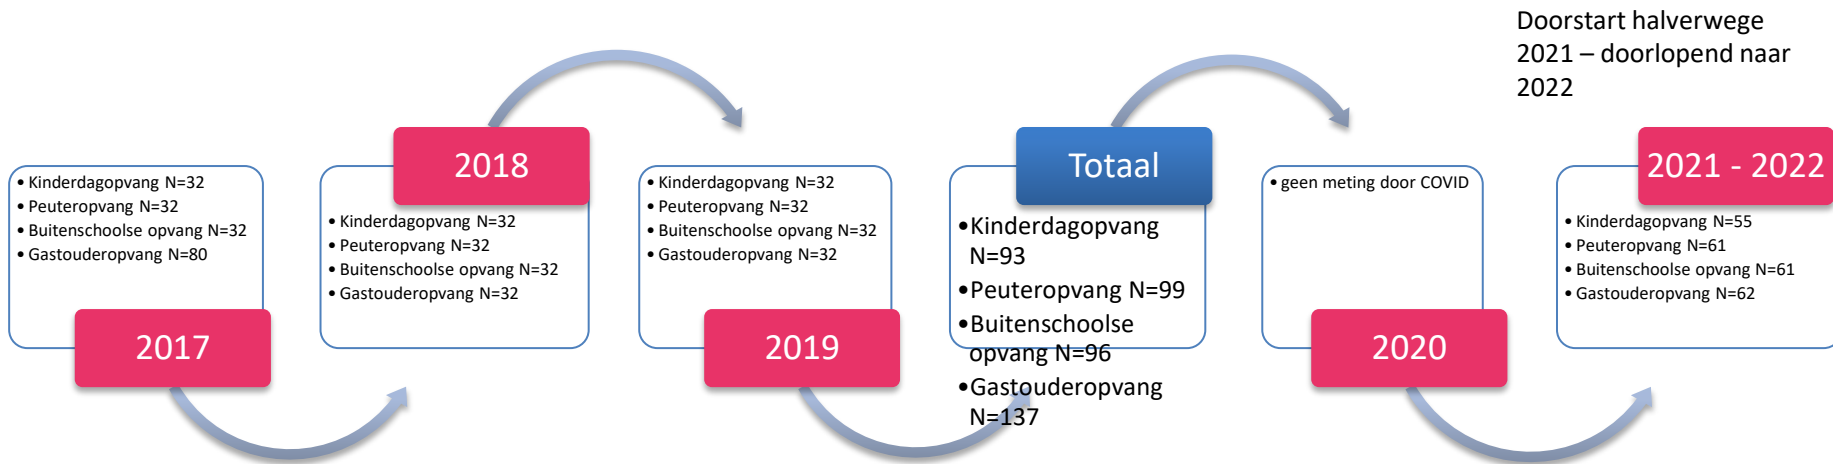 • Kinderdagopvang N=32
• Peuteropvang N=32
• Buitenschoolse opvang N=32
• Gastouderopvang N=80
2017
2018
• Kinderdagopvang N=32
• Peuteropvang N=32
• Buitenschoolse opvang N=32
• Gastouderopvang N=32
• Kinderdagopvang N=32
• Peuteropvang N=32
• Buitenschoolse opvang N=32
• Gastouderopvang N=32
2019
Totaal
•Kinderdagopvang
N=93
•Peuteropvang N=99
•Buitenschoolse
opvang N=96
•Gastouderopvang
N=137
• geen meting door COVID
2020
Doorstart halverwege
2021 – doorlopend naar
2022
2021 - 2022
• Kinderdagopvang N=55
• Peuteropvang N=61
• Buitenschoolse opvang N=61
• Gastouderopvang N=62